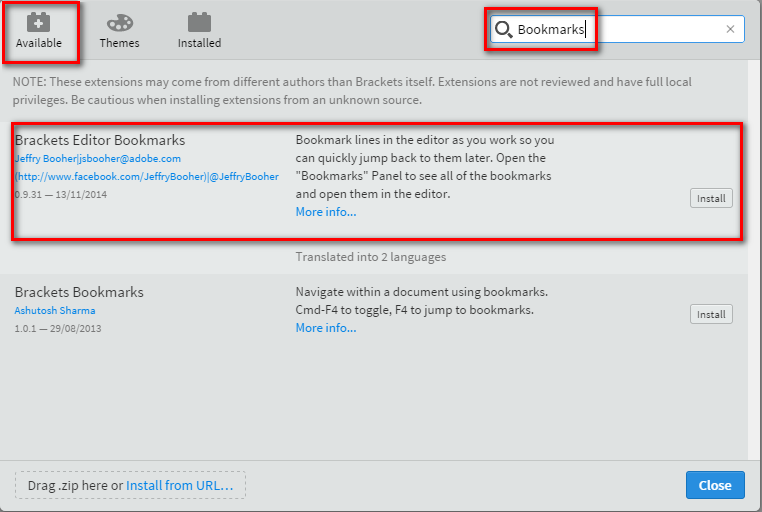 Available
Themes
Installed
Bookmarks
×
NOTE: These extensions may come from different authors than Brackets itself. Extensions are not reviewed and have full local
privileges. Be cautious when installing extensions from an unknown source.
Brackets Editor Bookmarks
Jeffry Booher|jsbooher@adobe.com
(http://www.facebook.com/JeffryBooher)|@JeffryBooher
0.9.31 — 13/11/2014
Bookmark lines in the editor as you work so you
can quickly jump back to them later. Open the
"Bookmarks" Panel to see all of the bookmarks
and open them in the editor.
More info...
Install
Translated into 2 languages
Brackets Bookmarks
Ashutosh Sharma
1.0.1 — 29/08/2013
Navigate within a document using bookmarks.
Cmd-F4 to toggle, F4 to jump to bookmarks.
More info...
Install
Drag .zip here or Install from URL…
Close